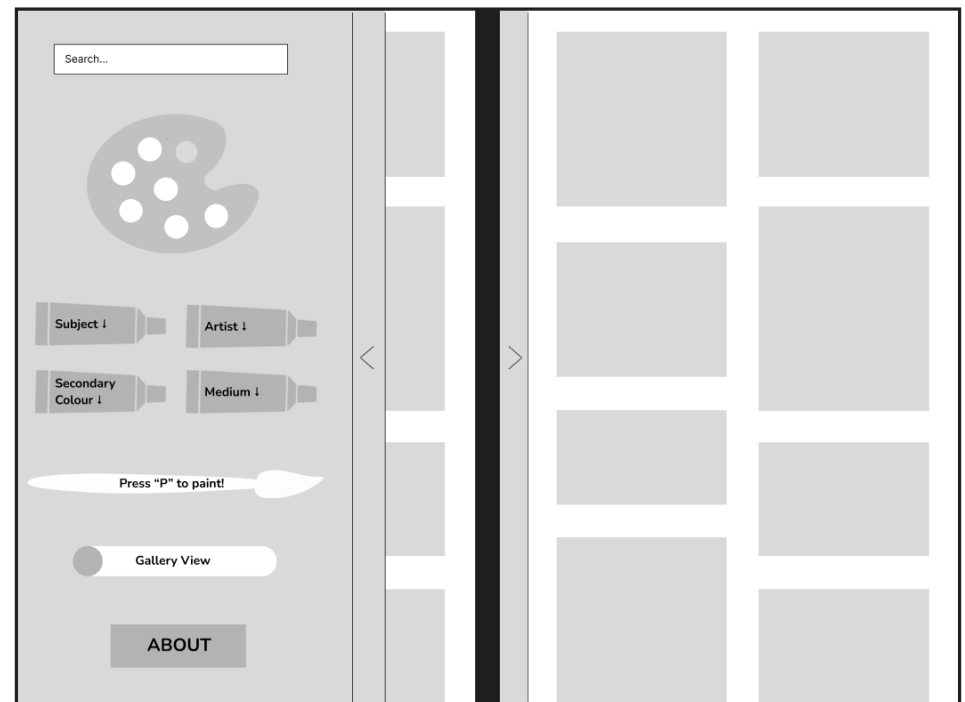 Search...
Subject ↓
Artist ↓
Secondary
Colour ↓
Medium ↓
Press “P” to paint!
Gallery View
ABOUT